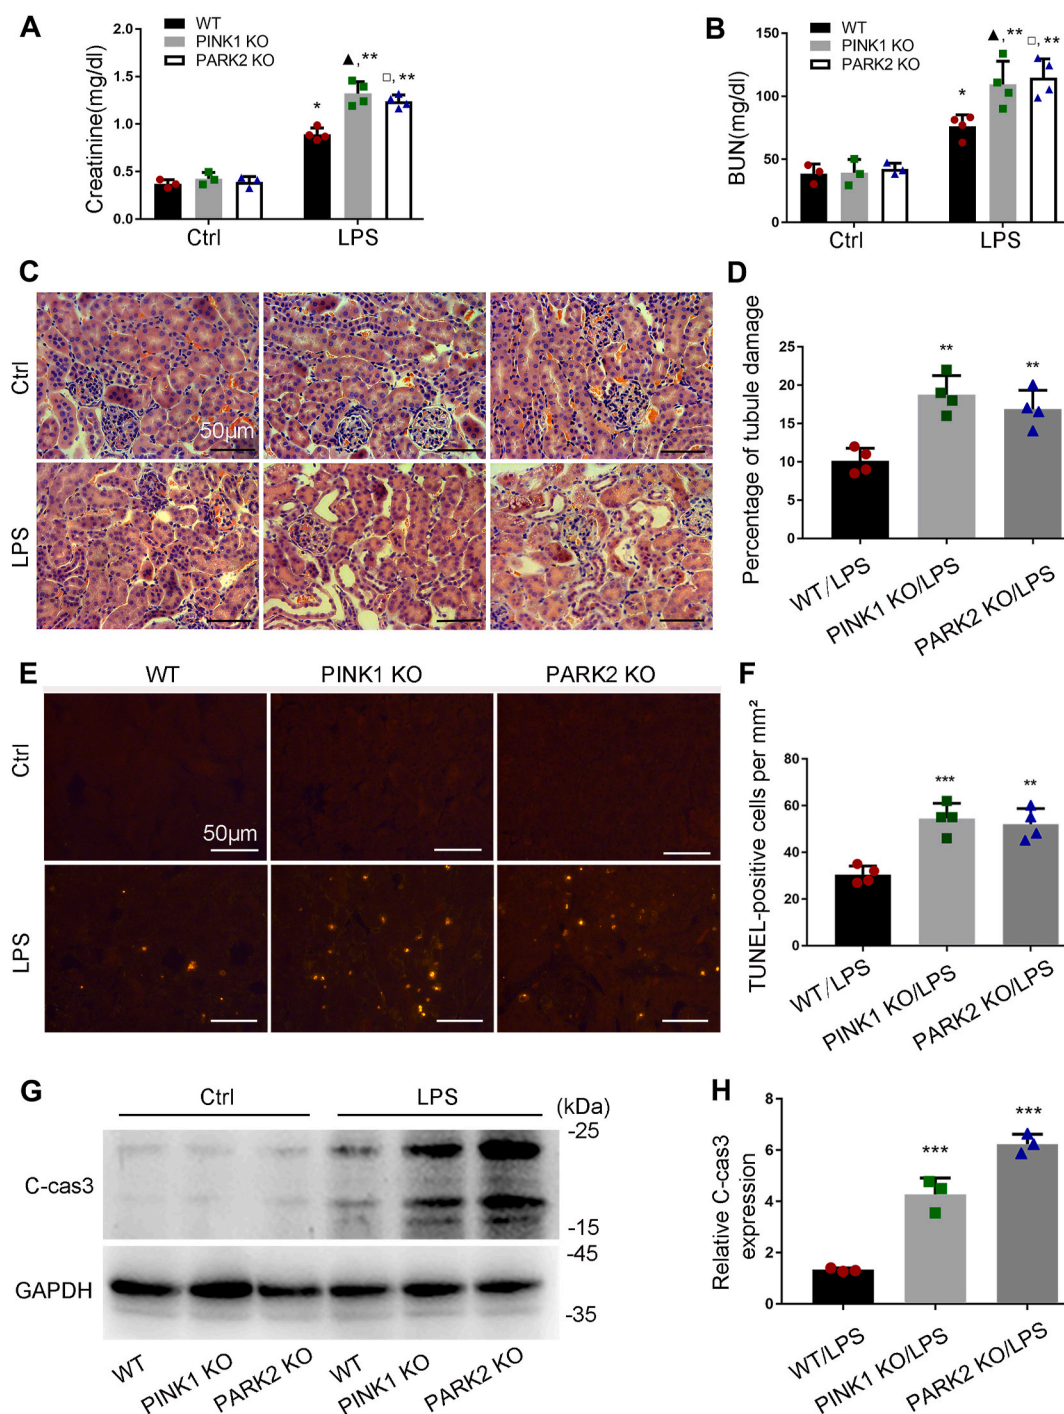 A
WT
PINK1 KO
PARK2 KO
Creatinine(mg/dl)
2.0
1.5
1.0
0.5
0.0
*
▲,**
□,**
Ctrl
LPS
B
WT
PINK1 KO
PARK2 KO
BUN(mg/dl)
150
100
50
0
*
▲,**
□,**
Ctrl
LPS
C
Ctrl
50µm
LPS
D
Percentage of tubule damage
25
20
15
10
5
0
**
**
WT/LPS
PINK1 KO/LPS
PARK2 KO/LPS
E
WT
PINK1 KO
PARK2 KO
Ctrl
50µm
LPS
F
TUNEL-positive cells per mm²
80
60
40
20
0
***
**
WT/LPS
PINK1 KO/LPS
PARK2 KO/LPS
G
Ctrl
LPS
(kDa)
C-cas3
-25
-15
GAPDH
-45
-35
WT
PINK1 KO
PARK2 KO
WT
PINK1 KO
PARK2 KO
H
Relative C-cas3
expression
8
6
4
2
0
***
***
WT/LPS
PINK1 KO/LPS
PARK2 KO/LPS